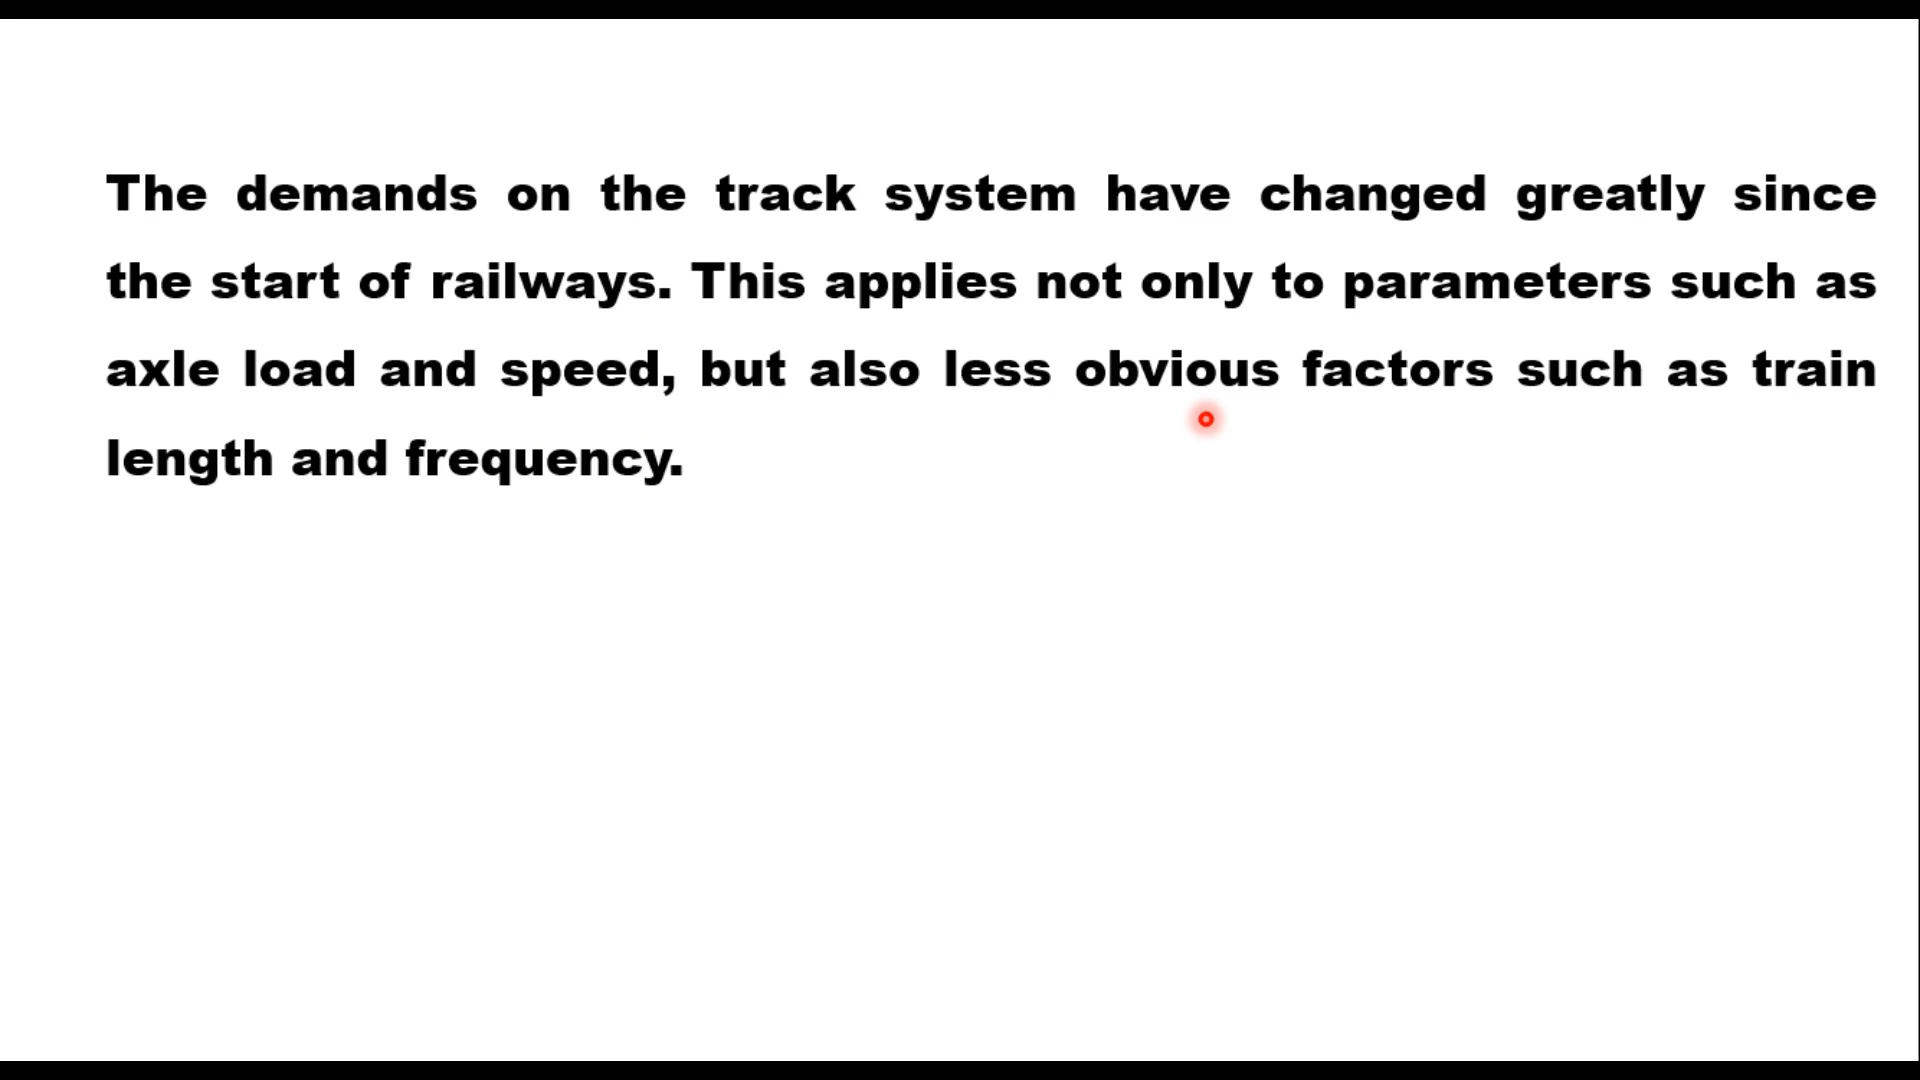 The demands on the track system have changed greatly since
the start of railways. This applies not only to parameters such as
axle load and speed, but also less obvious factors such as train
length and frequency.